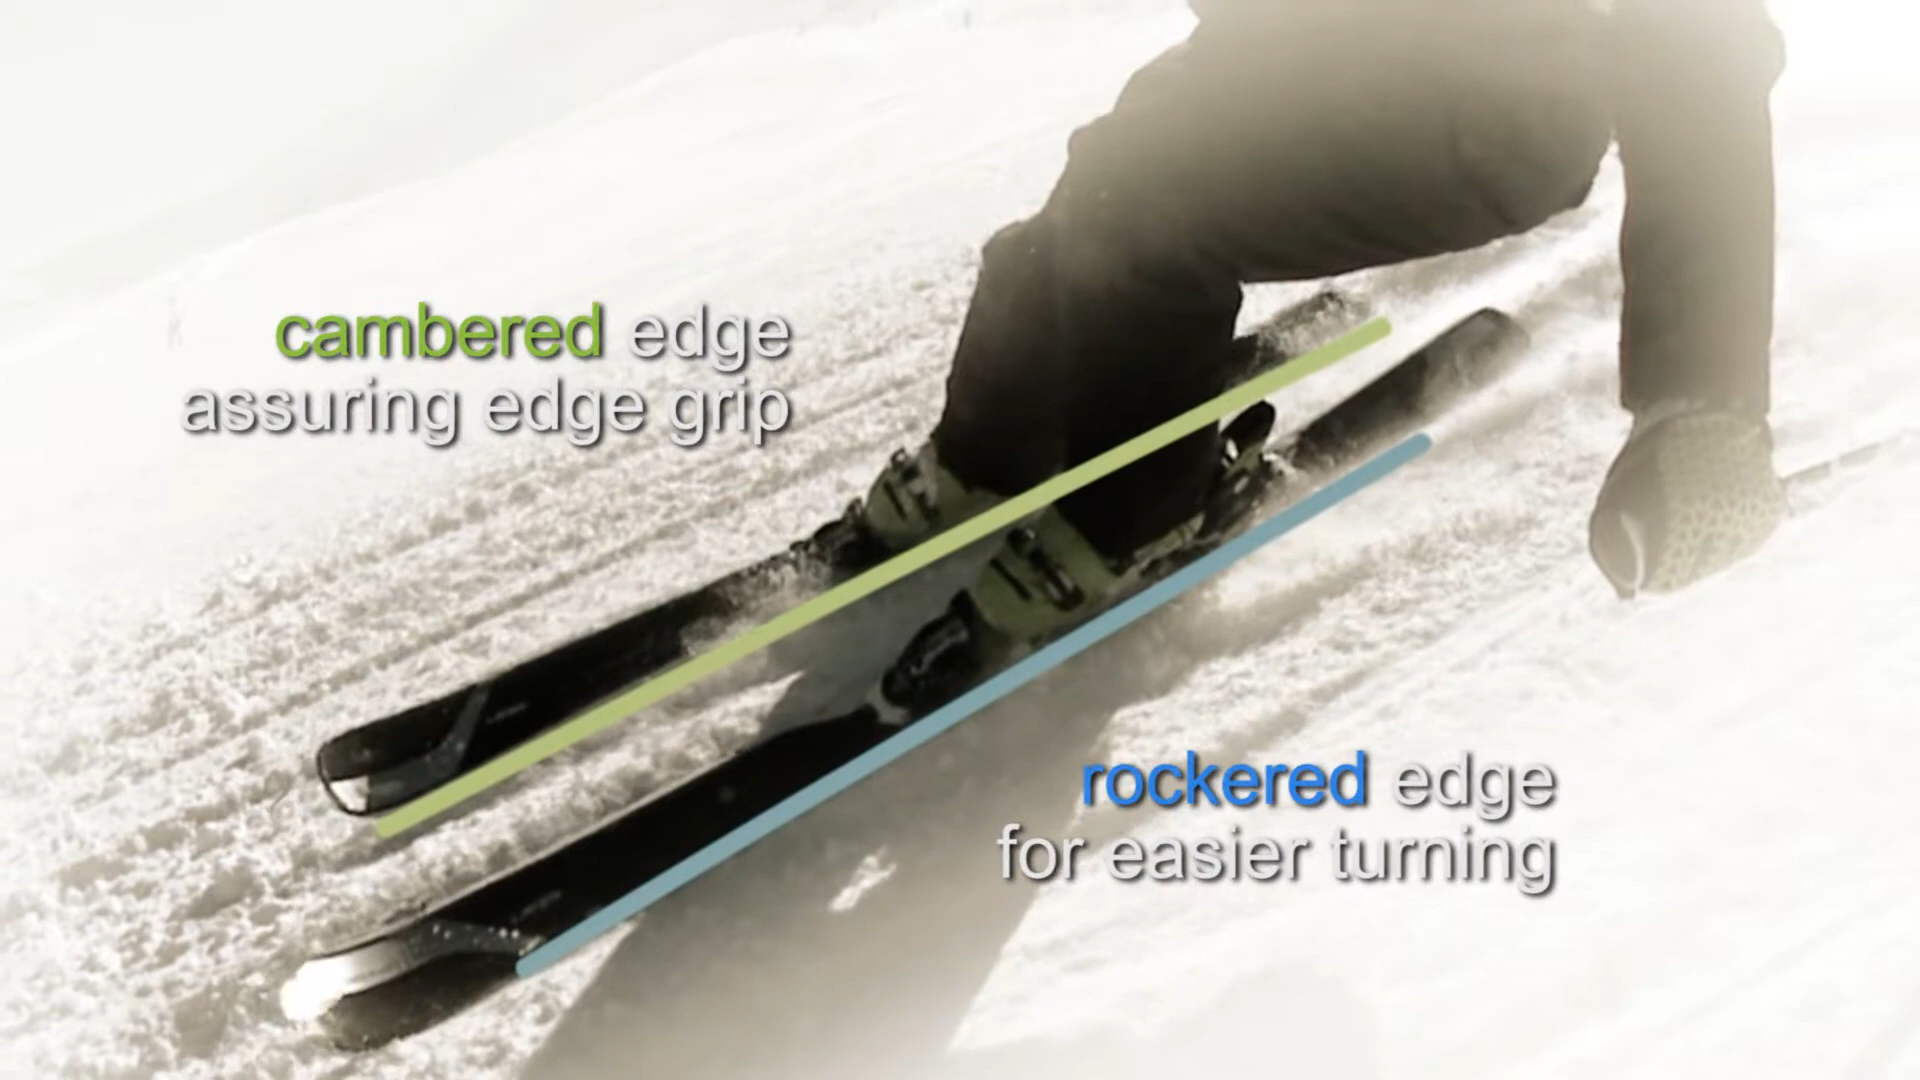 cambered edge
assuring edge grip
rockered edge
for easier turning